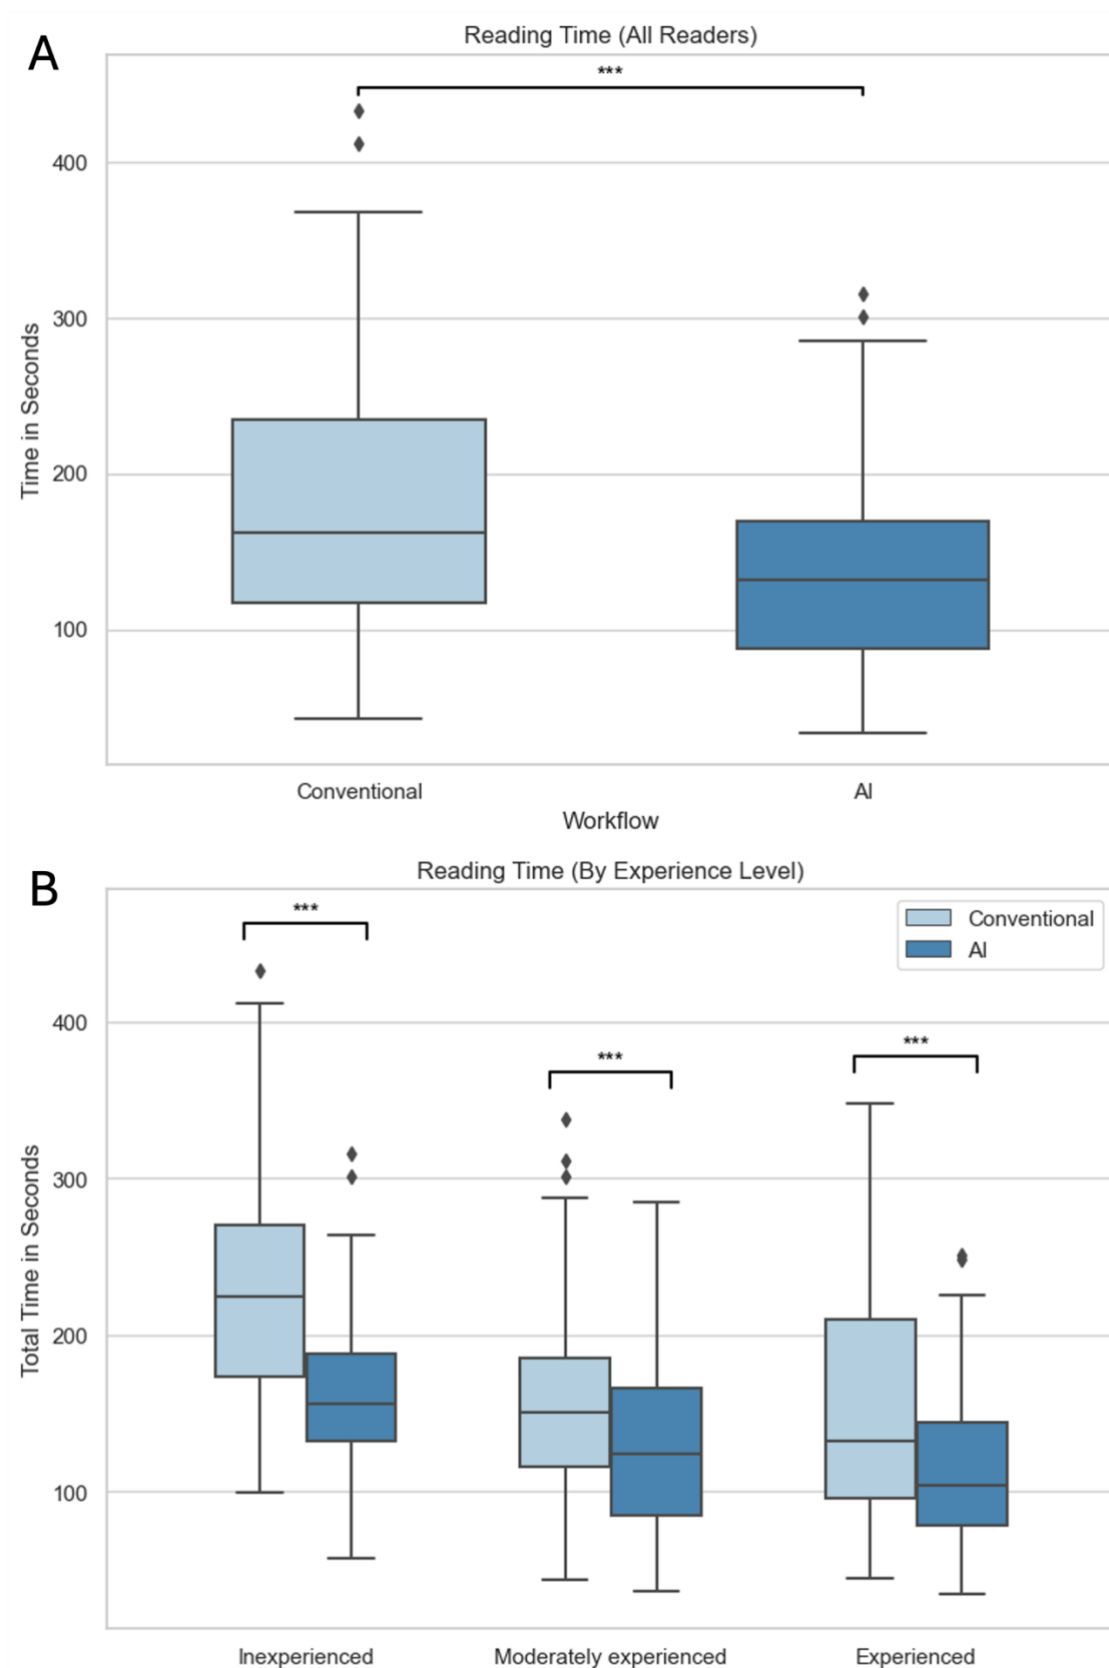 A
Reading Time (All Readers)
***
400
300
200
100
Time in Seconds
Conventional
AI
Workflow
B
Reading Time (By Experience Level)
***
Conventional
AI
400
***
***
300
200
100
Total Time in Seconds
Inexperienced
Moderately experienced
Experienced